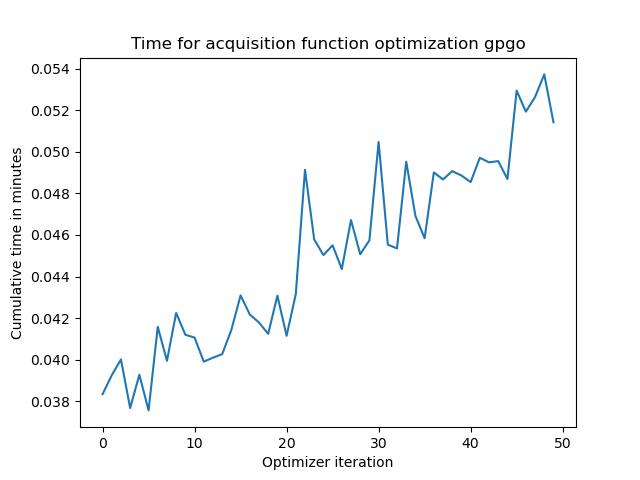 Time for acquisition function optimization gpgo
0.054
0.052
0.050
0.048
0.046
0.044
0.042
0.040
0.038
Cumulative time in minutes
0 10 20 30 40 50
Optimizer iteration